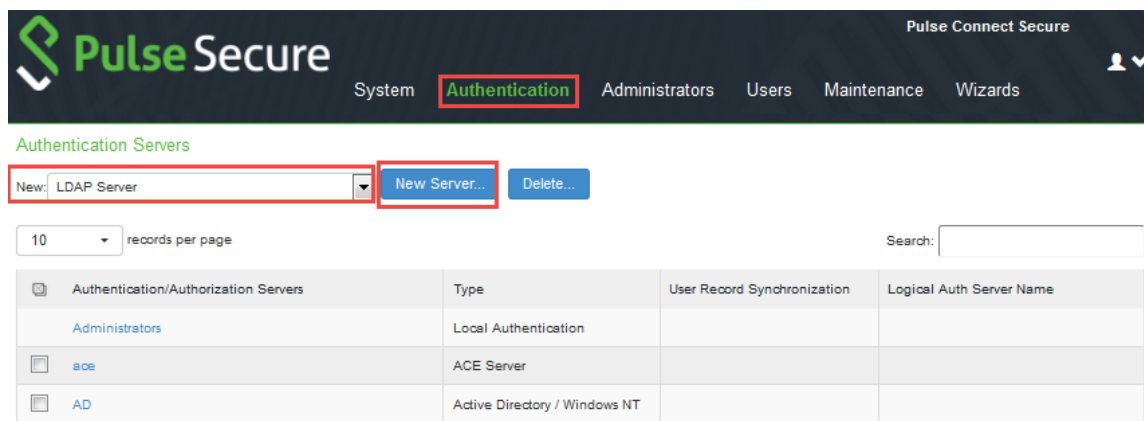 Pulse Connect Secure
Pulse Secure
System Authentication Administrators Users Maintenance Wizards
Authentication Servers
New: LDAP Server New Server... Delete...
10 records per page Search:
Authentication/Authorization Servers Type User Record Synchronization Logical Auth Server Name
Administrators Local Authentication
ace ACE Server
AD Active Directory / Windows NT